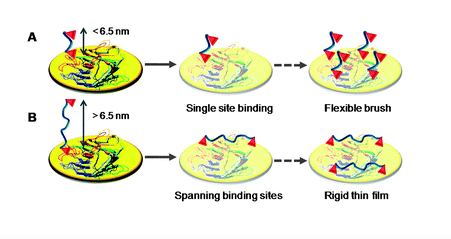 A
<6.5 nm
Single site binding
Flexible brush
B
>6.5 nm
Spanning binding sites
Rigid thin film